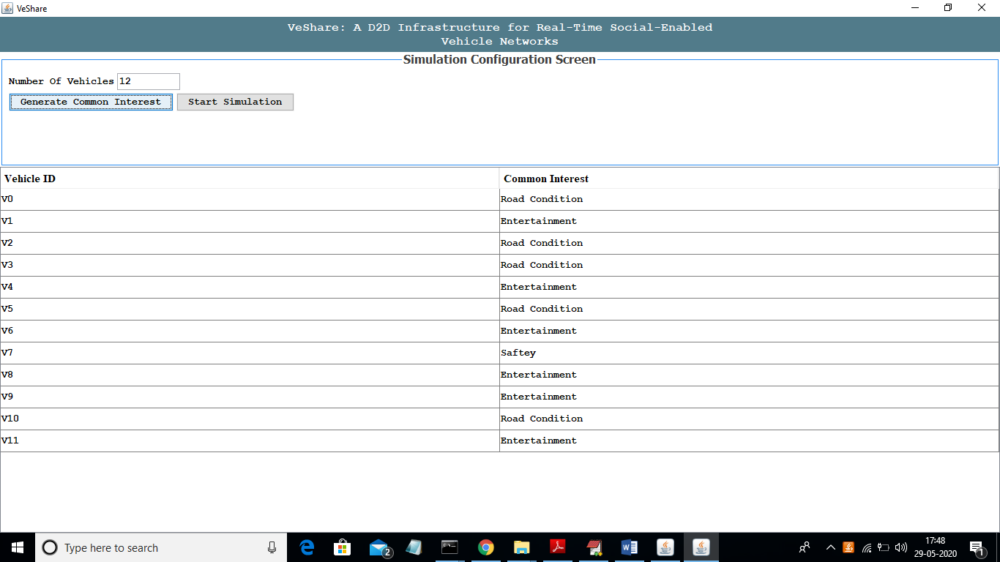 VeShare
VeShare: A D2D Infrastructure for Real-Time Social-Enabled
Vehicle Networks
Simulation Configuration Screen
Number Of Vehicles 12
Generate Common Interest Start Simulation
Vehicle ID Common Interest
V0 Road Condition
V1 Entertainment
V2 Road Condition
V3 Road Condition
V4 Entertainment
V5 Road Condition
V6 Entertainment
V7 Saftey
V8 Entertainment
V9 Entertainment
V10 Road Condition
V11 Entertainment
Type here to search 2 17:48
29-05-2020 1